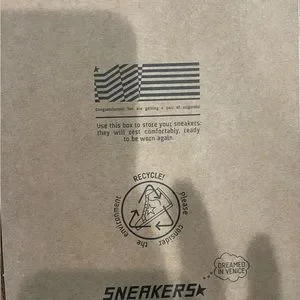 Congratulations! You are getting a pair of originals!
Use this box to store your sneakers:
they will rest comfortably, ready
to be worn again.
RECYCLE!
please
consider the environment
DREAMED
IN VENICE
SNEAKERS